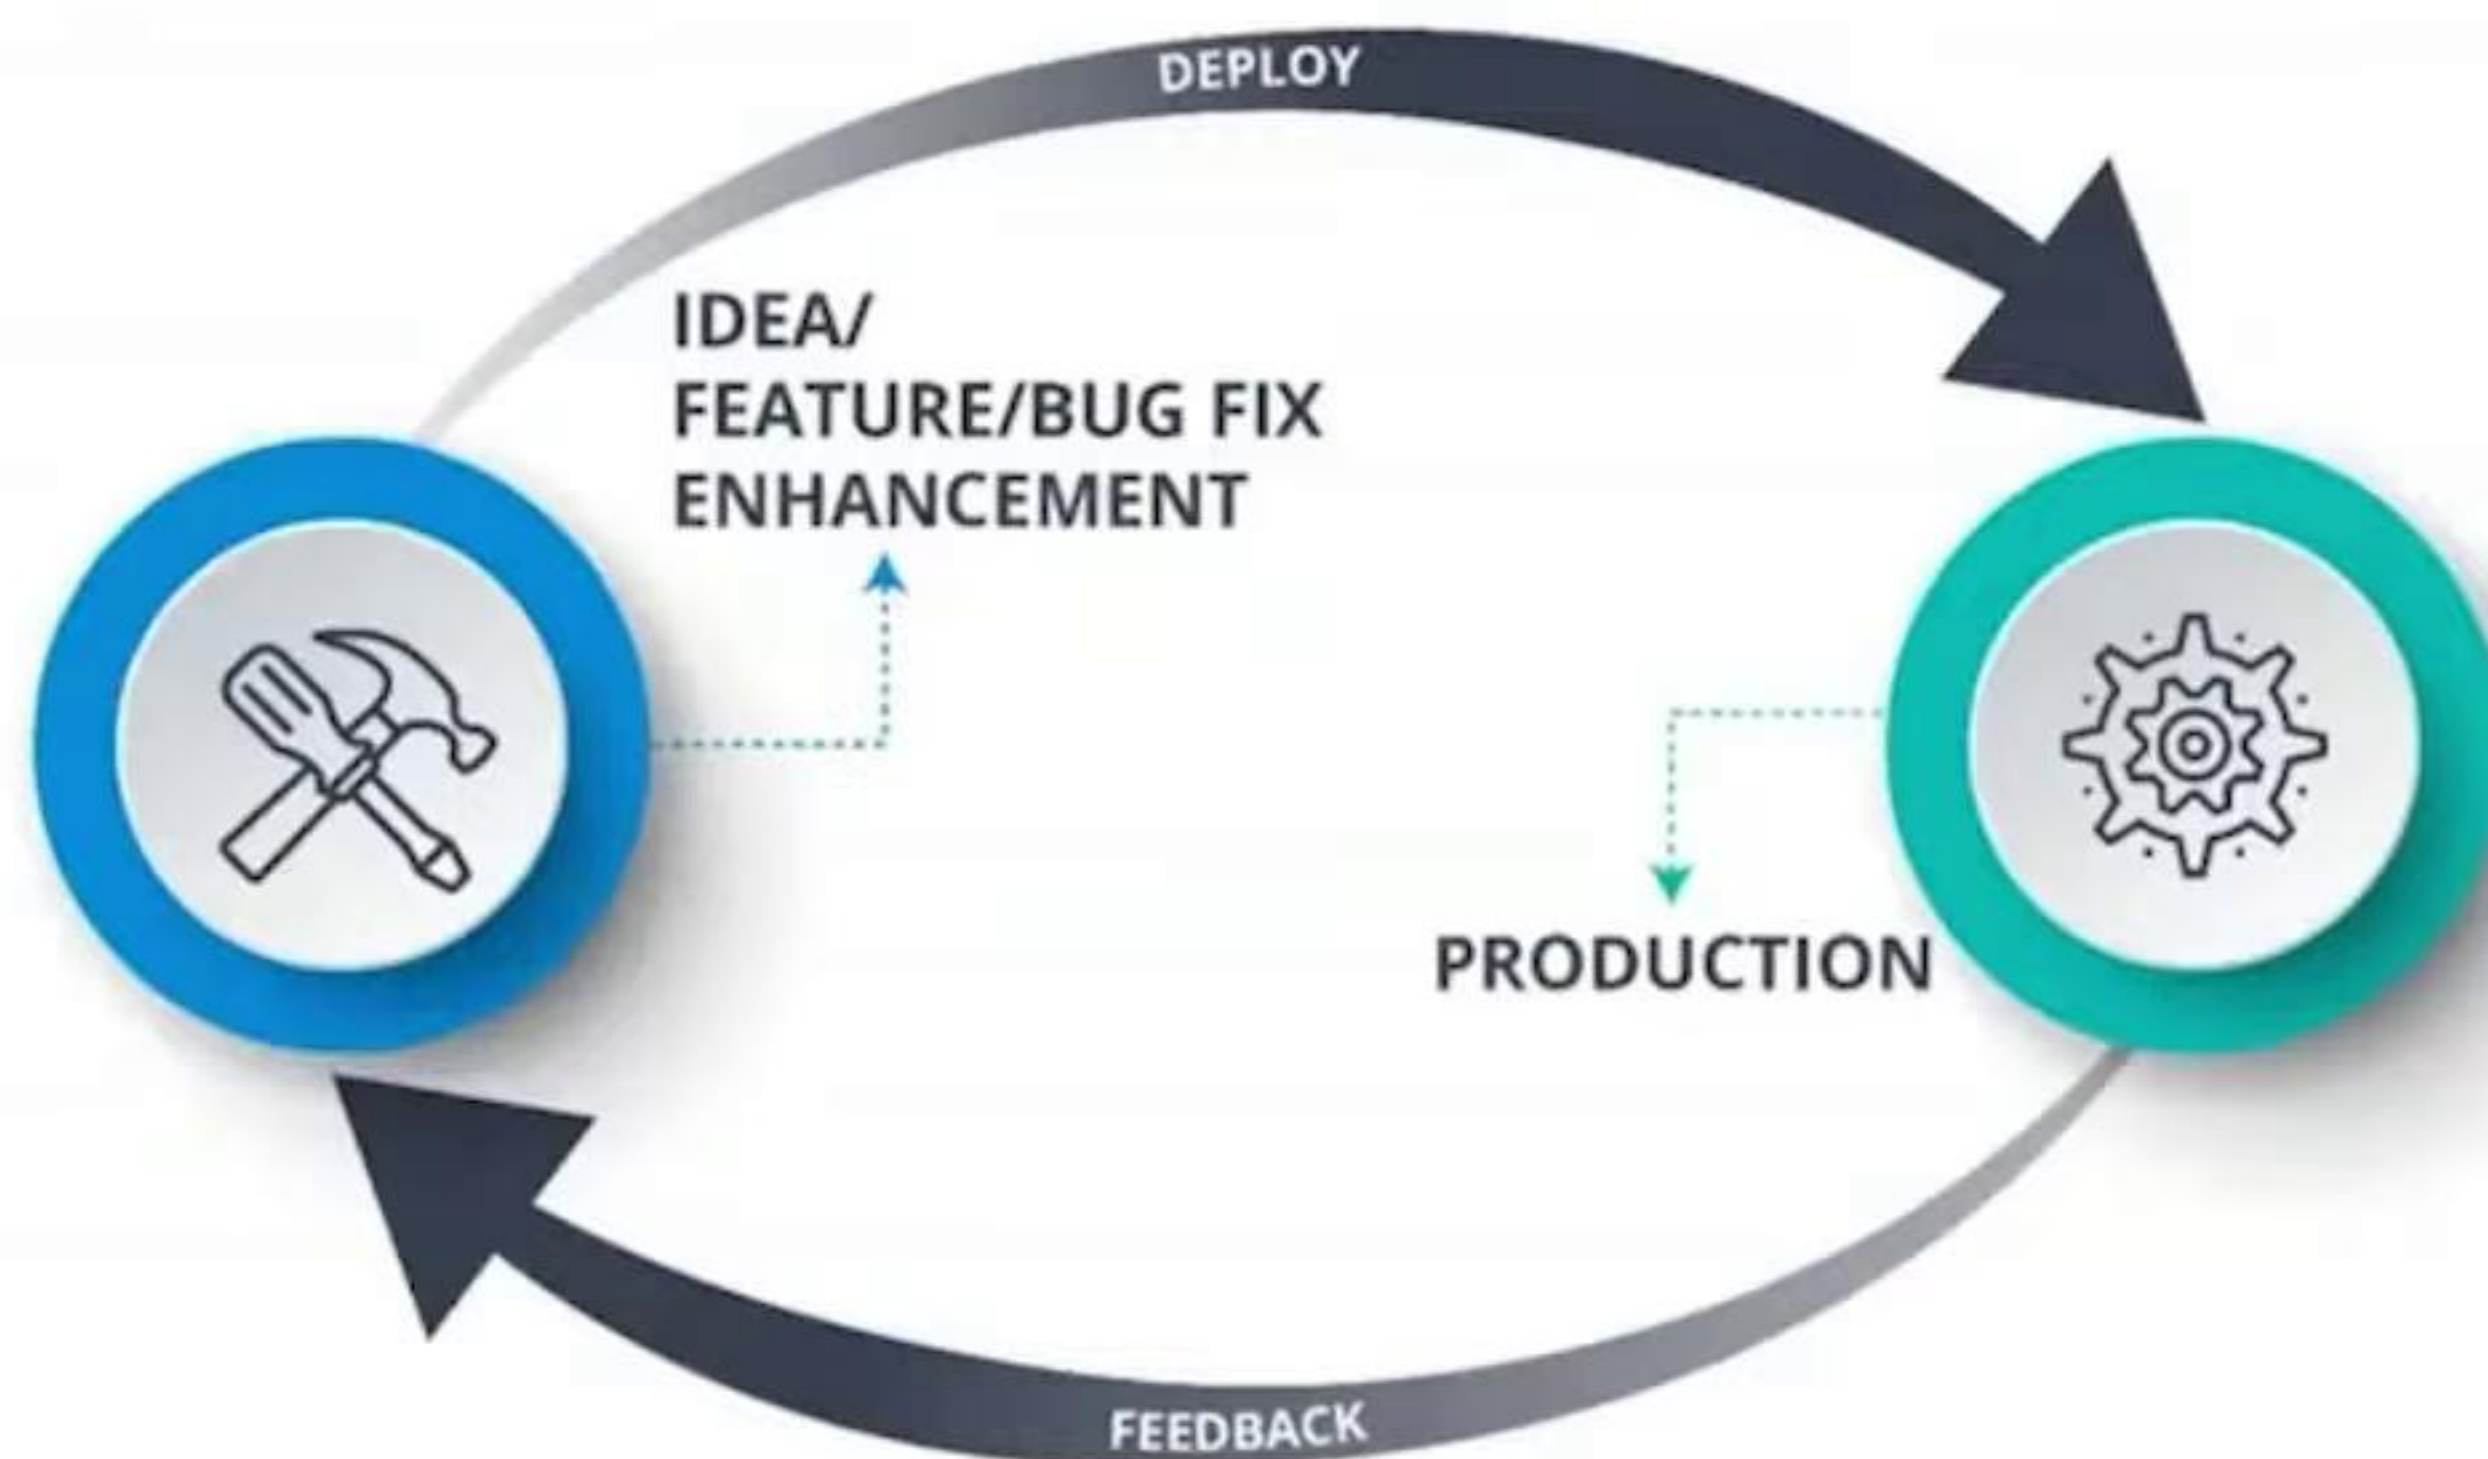 DEPLOY
IDEA/
FEATURE/BUG FIX
ENHANCEMENT
PRODUCTION
FEEDBACK